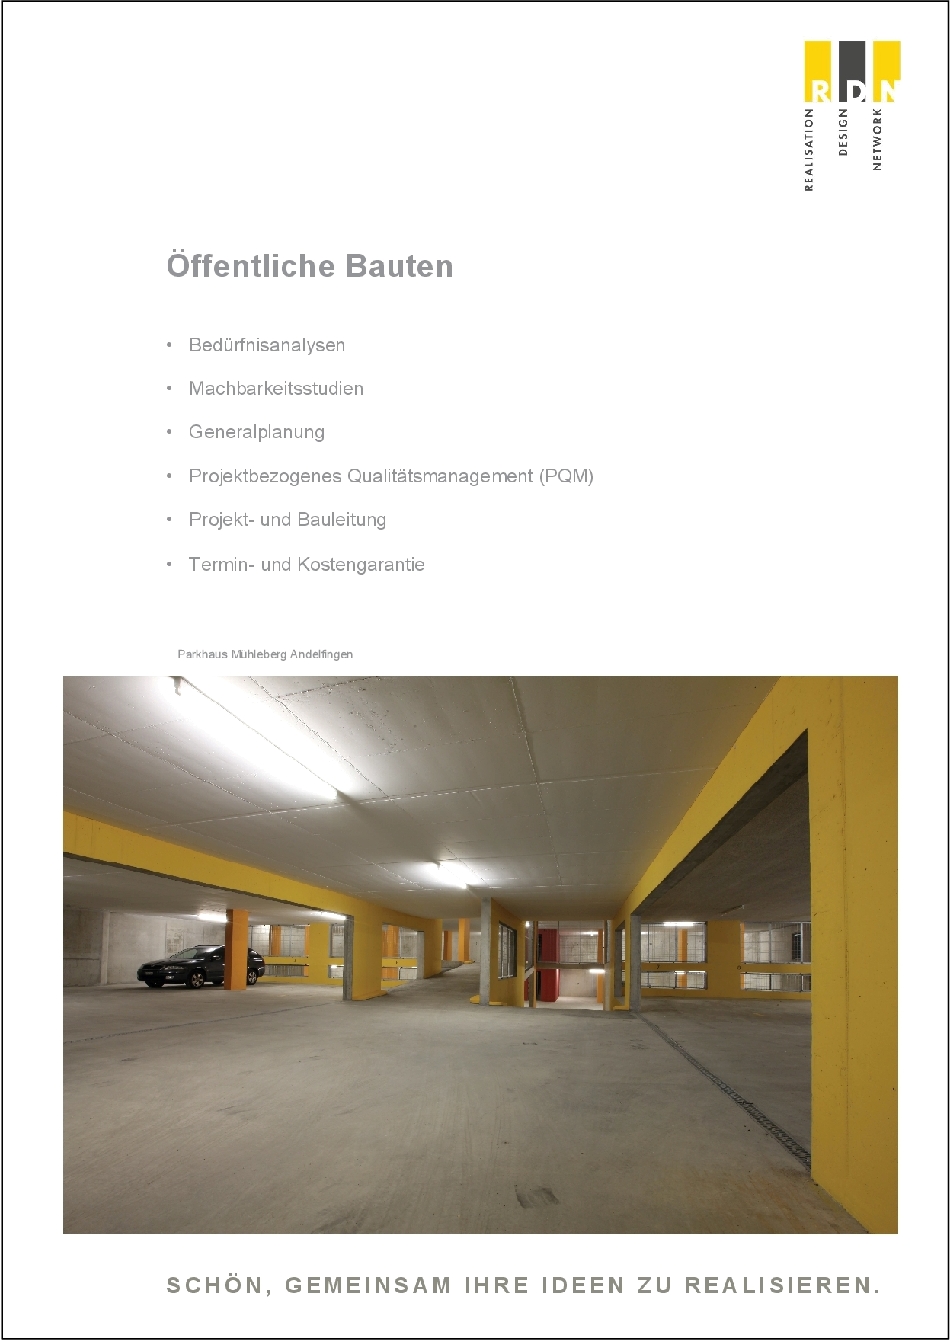 RDN
REALISATION
DESIGN
NETWORK
Öffentliche Bauten
• Bedürfnisanalysen
• Machbarkeitsstudien
• Generalplanung
• Projektbezogenes Qualitätsmanagement (PQM)
• Projekt- und Bauleitung
• Termin- und Kostengarantie
Parkhaus Mühleberg Andelfingen
SCHÖN, GEMEINSAM IHRE IDEEN ZU REALISIEREN.